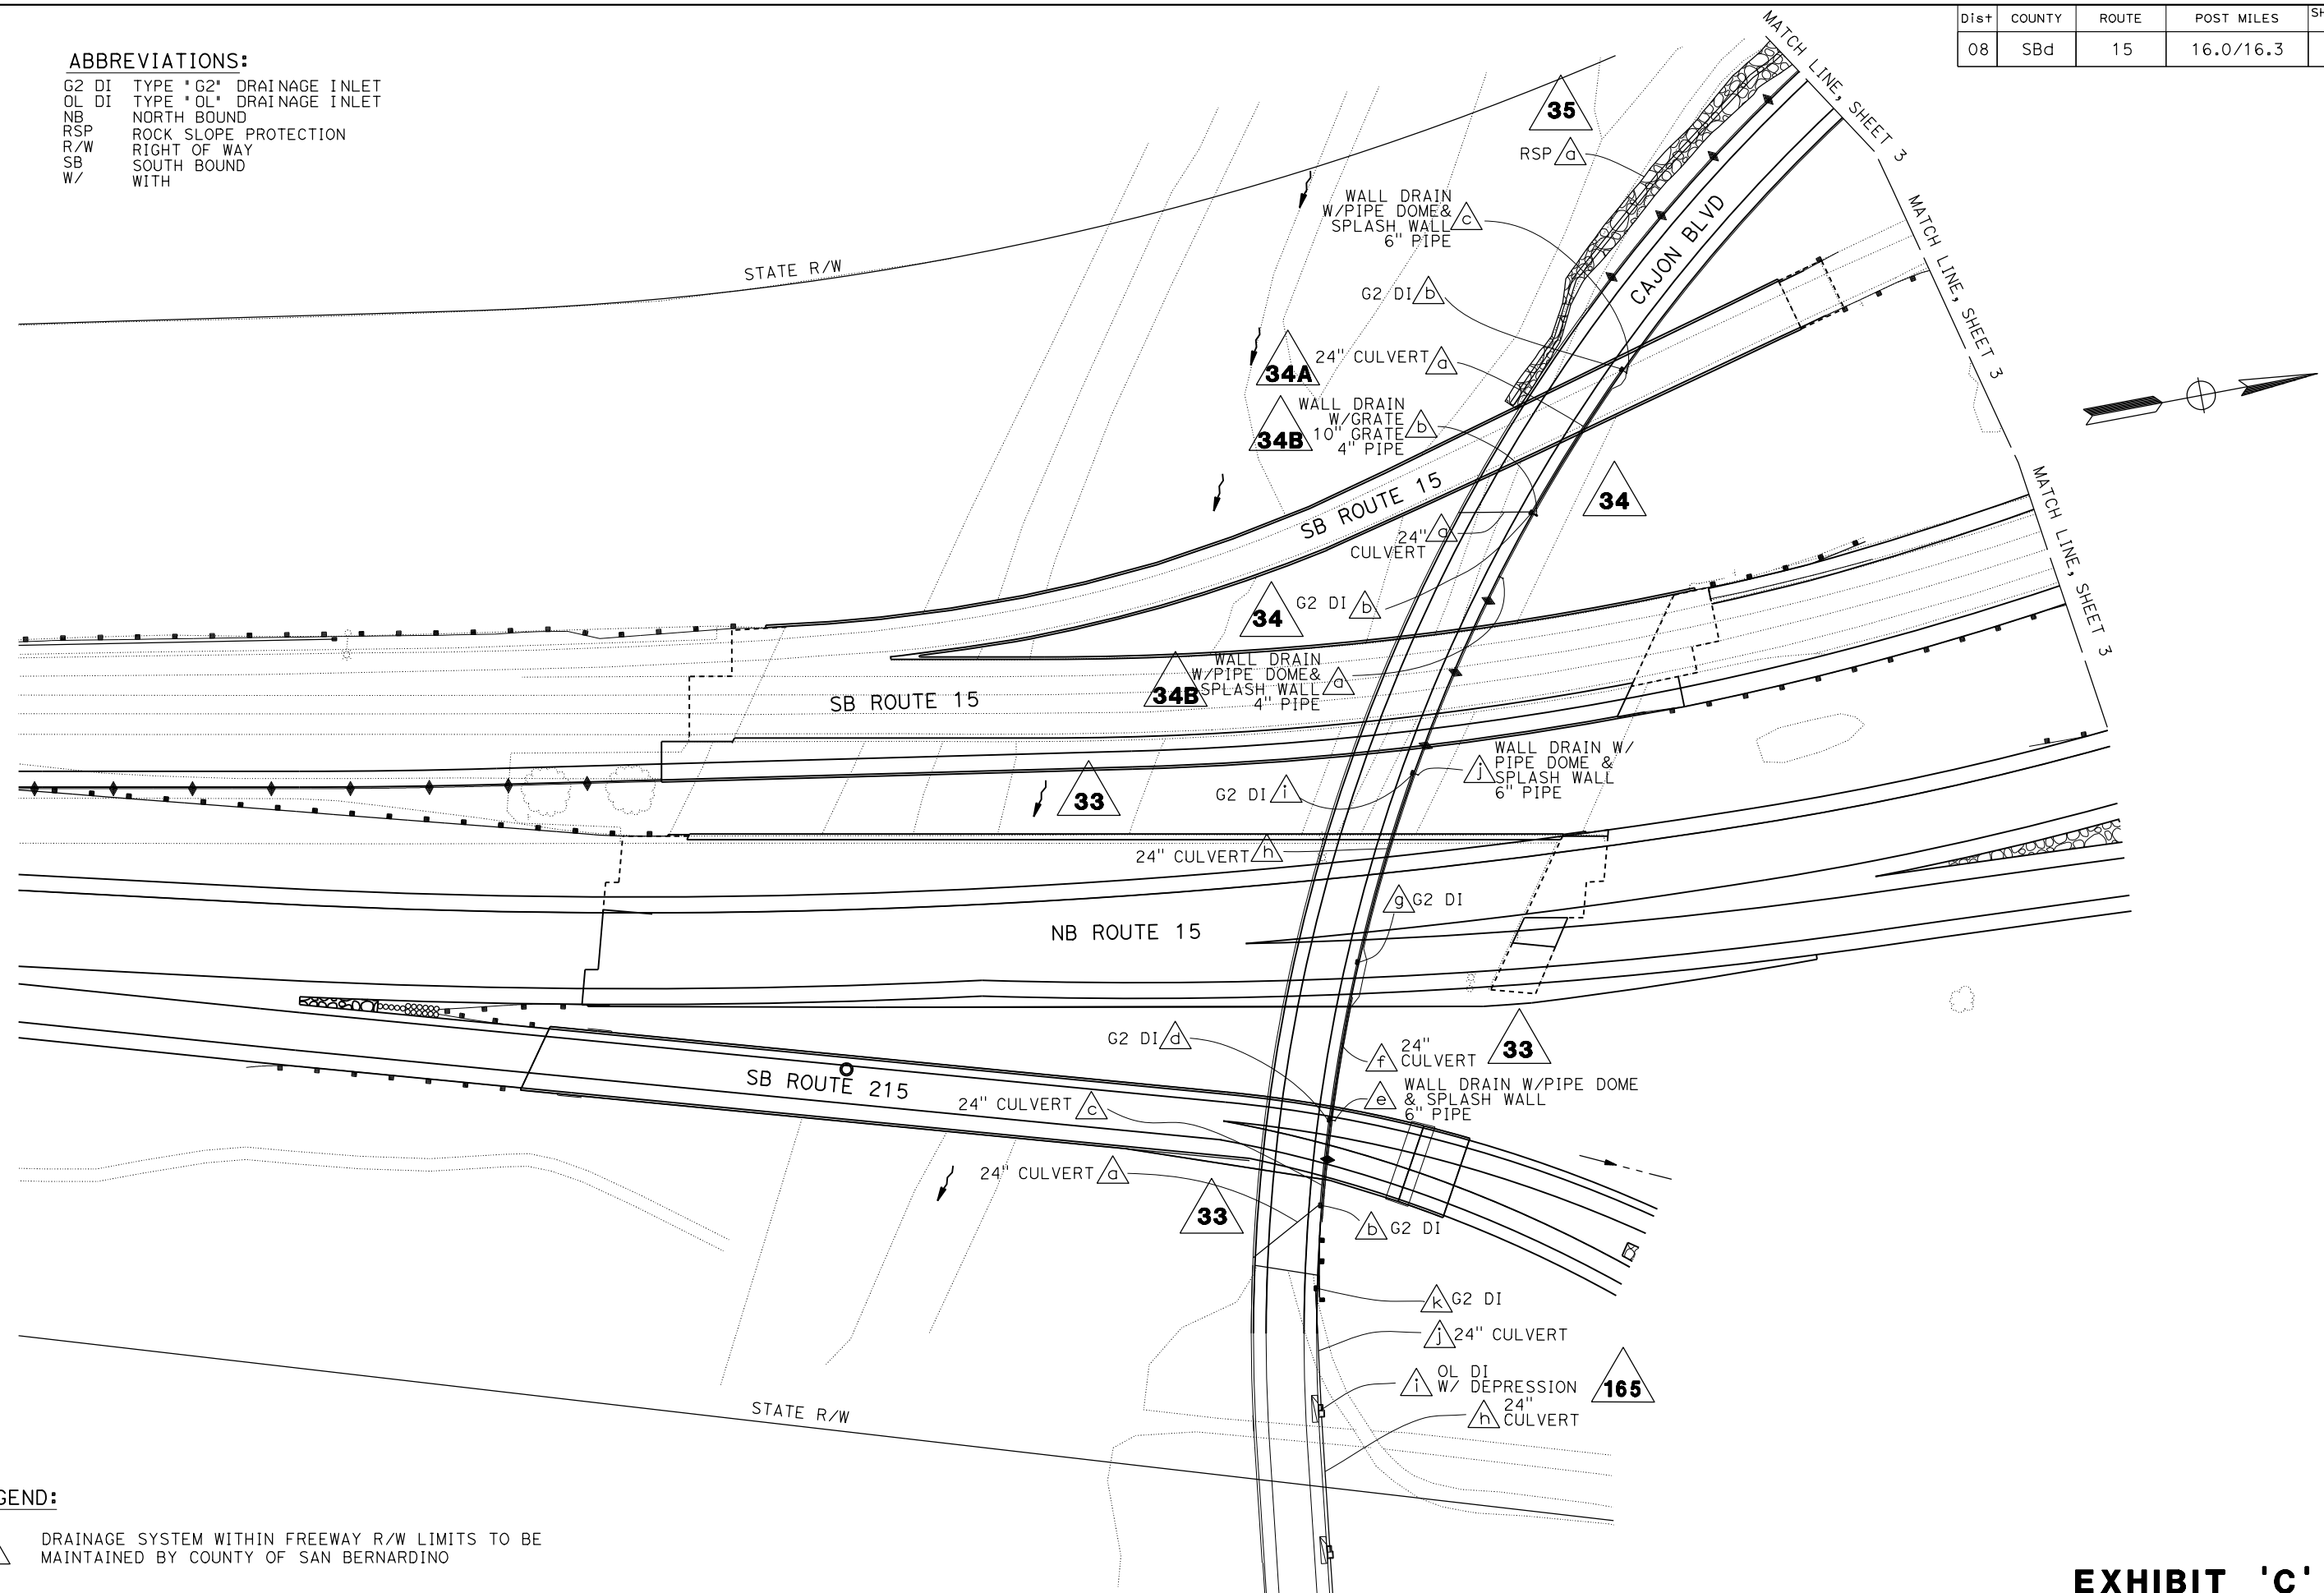 Dist COUNTY ROUTE POST MILES SH
08 SBd 15 16.0/16.3
ABBREVIATIONS:
G2 DI TYPE "G2" DRAINAGE INLET
OL DI TYPE "OL" DRAINAGE INLET
NB NORTH BOUND
RSP ROCK SLOPE PROTECTION
R/W RIGHT OF WAY
SB SOUTH BOUND
W/ WITH
MATCH LINE, SHEET 3
MATCH LINE, SHEET 3
MATCH LINE, SHEET 3
35
RSP a
WALL DRAIN
W/PIPE DOME&
SPLASH WALL c
6" PIPE
CAJON BLVD
STATE R/W
G2 DI b
34A
24" CULVERT a
34B
WALL DRAIN
W/GRATE
10" GRATE b
4" PIPE
34
SB ROUTE 15
24" a
CULVERT
34
G2 DI b
34B
WALL DRAIN
W/PIPE DOME&
SPLASH WALL a
4" PIPE
SB ROUTE 15
WALL DRAIN W/
PIPE DOME &
j SPLASH WALL
6" PIPE
G2 DI i
33
24" CULVERT h
g G2 DI
NB ROUTE 15
G2 DI d
24"
f CULVERT
33
SB ROUTE 215
WALL DRAIN W/PIPE DOME
e & SPLASH WALL
6" PIPE
24" CULVERT c
24" CULVERT a
33
b G2 DI
k G2 DI
j 24" CULVERT
OL DI
i W/ DEPRESSION
165
24"
h CULVERT
STATE R/W
GEND:
DRAINAGE SYSTEM WITHIN FREEWAY R/W LIMITS TO BE
MAINTAINED BY COUNTY OF SAN BERNARDINO
EXHIBIT 'C'